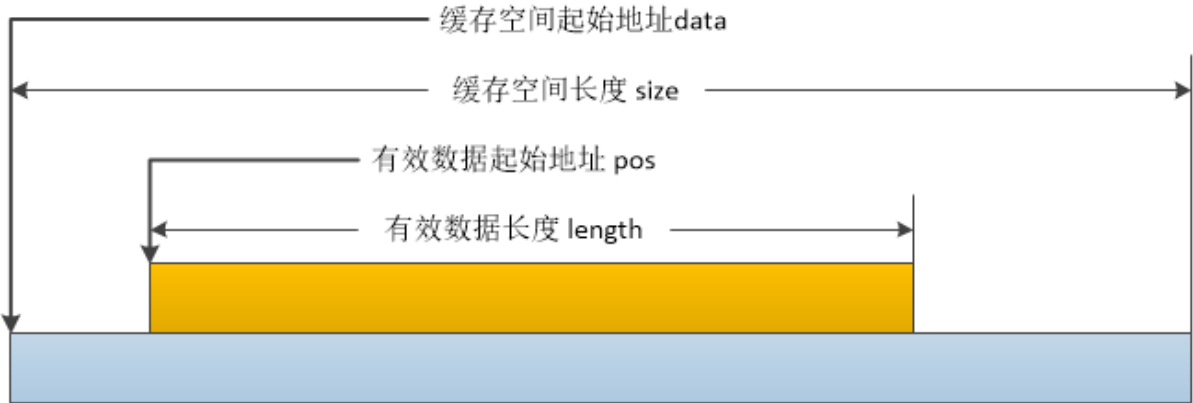 缓存空间起始地址data
缓存空间长度 size
有效数据起始地址 pos
有效数据长度 length